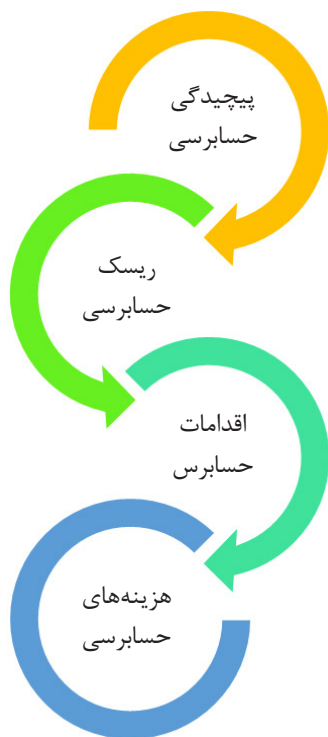 پیچیدگی
حسابرسی
ریسک
حسابرسی
اقدامات
حسابرس
هزینه‌های
حسابرسی